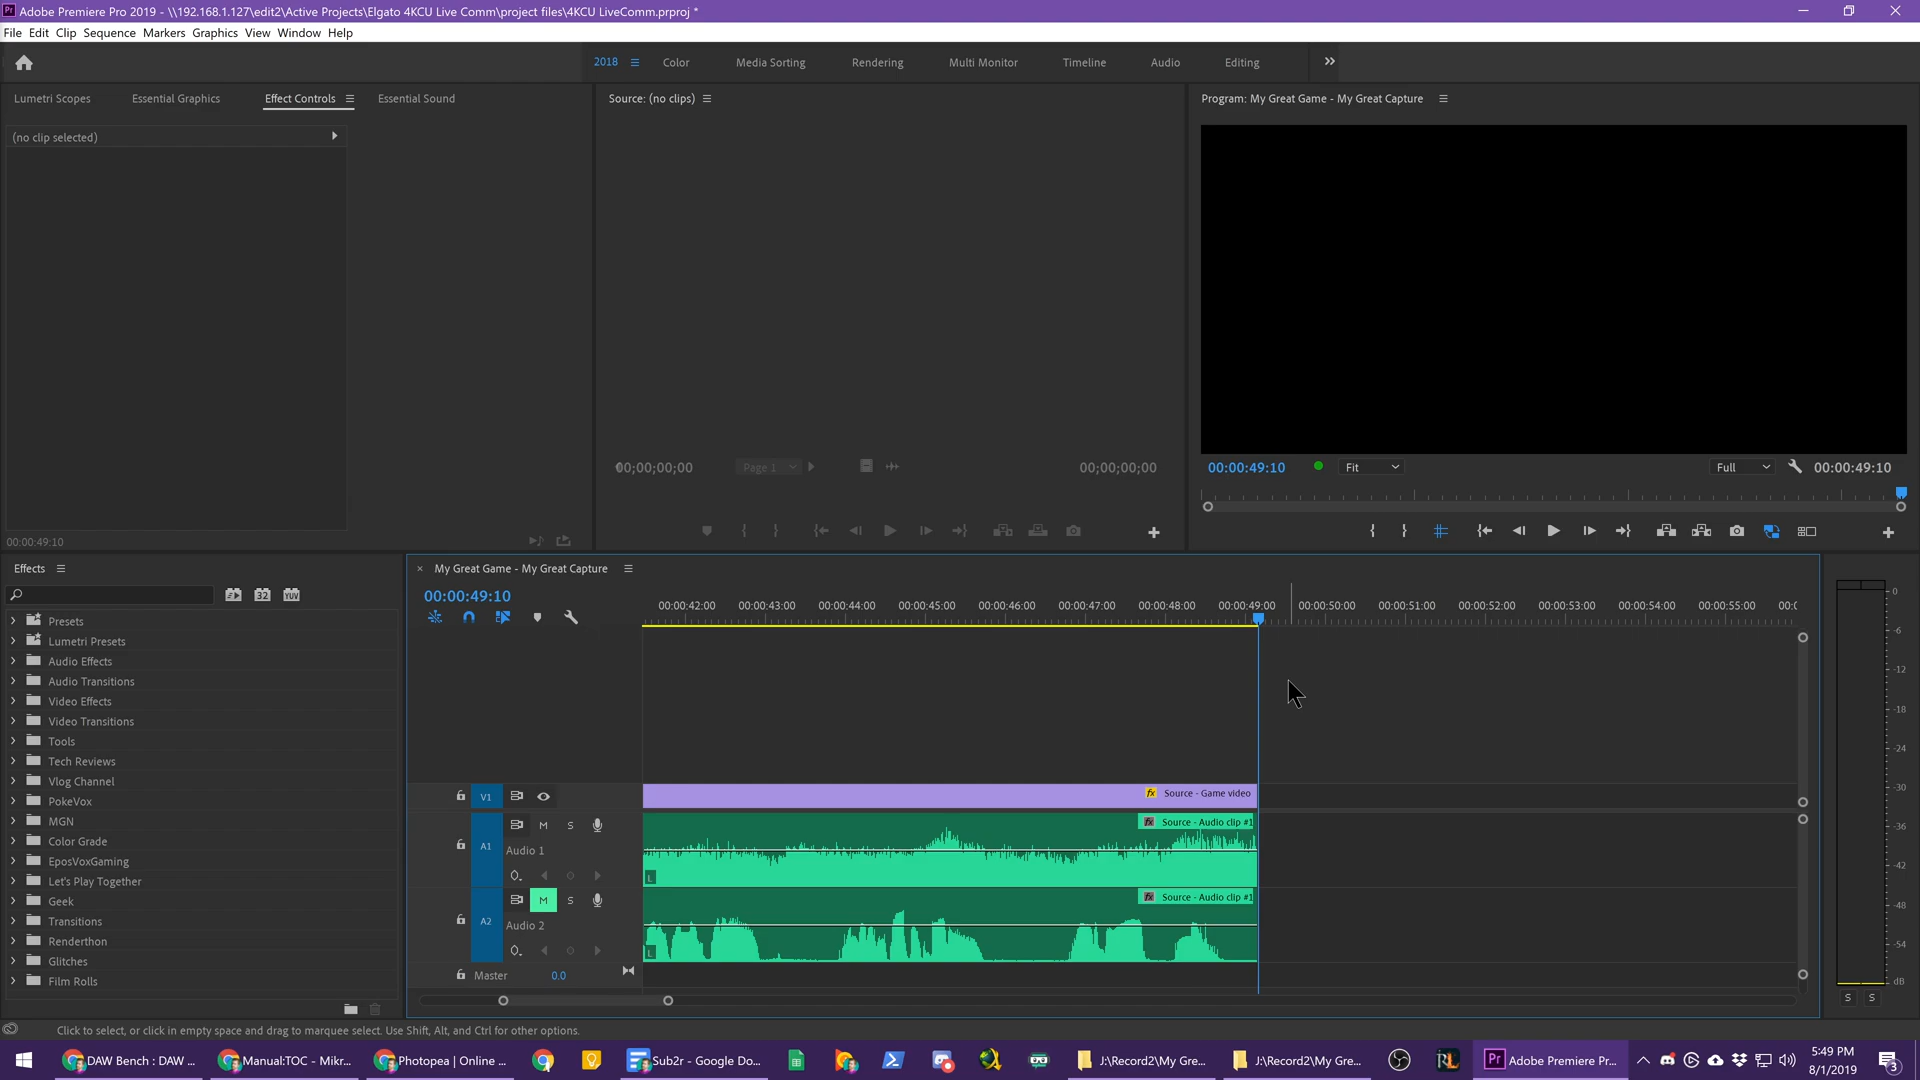 Pr Adobe Premiere Pro 2019 - \\192.168.1.127\edit2\Active Projects\Elgato 4KCU Live Comm\project files\4KCU LiveComm.prproj *
File Edit Clip Sequence Markers Graphics View Window Help
2018 Color Media Sorting Rendering Multi Monitor Timeline Audio Editing
Lumetri Scopes Essential Graphics Effect Controls Essential Sound
Source: (no clips)
Program: My Great Game - My Great Capture
(no clip selected)
00;00;00;00 Page 1 00;00;00;00
00:00:49:10 Fit Full 00:00:49:10
00:00:49:10
Effects
My Great Game - My Great Capture
00:00:49:10
32 YUV
00:00:42:00 00:00:43:00 00:00:44:00 00:00:45:00 00:00:46:00 00:00:47:00 00:00:48:00 00:00:49:00 00:00:50:00 00:00:51:00 00:00:52:00 00:00:53:00 00:00:54:00 00:00:55:00 00:0
Presets
Lumetri Presets
Audio Effects
Audio Transitions
Video Effects
Video Transitions
Tools
Tech Reviews
Vlog Channel
PokeVox
MGN
Color Grade
EposVoxGaming
Let's Play Together
Geek
Transitions
Renderthon
Glitches
Film Rolls
V1
fx Source - Game video
M S
fx Source - Audio clip #1
A1
Audio 1
L
M S
fx Source - Audio clip #1
A2
Audio 2
L
Master 0.0
0
-6
-12
-18
-24
-30
-36
-42
-48
-54
dB
S S
Click to select, or click in empty space and drag to marquee select. Use Shift, Alt, and Ctrl for other options.
DAW Bench : DAW ... Manual:TOC - Mikr... Photopea | Online ... Sub2r - Google Do... J:\Record2\My Gre... J:\Record2\My Gre... RL Pr Adobe Premiere Pr...
5:49 PM
8/1/2019
3